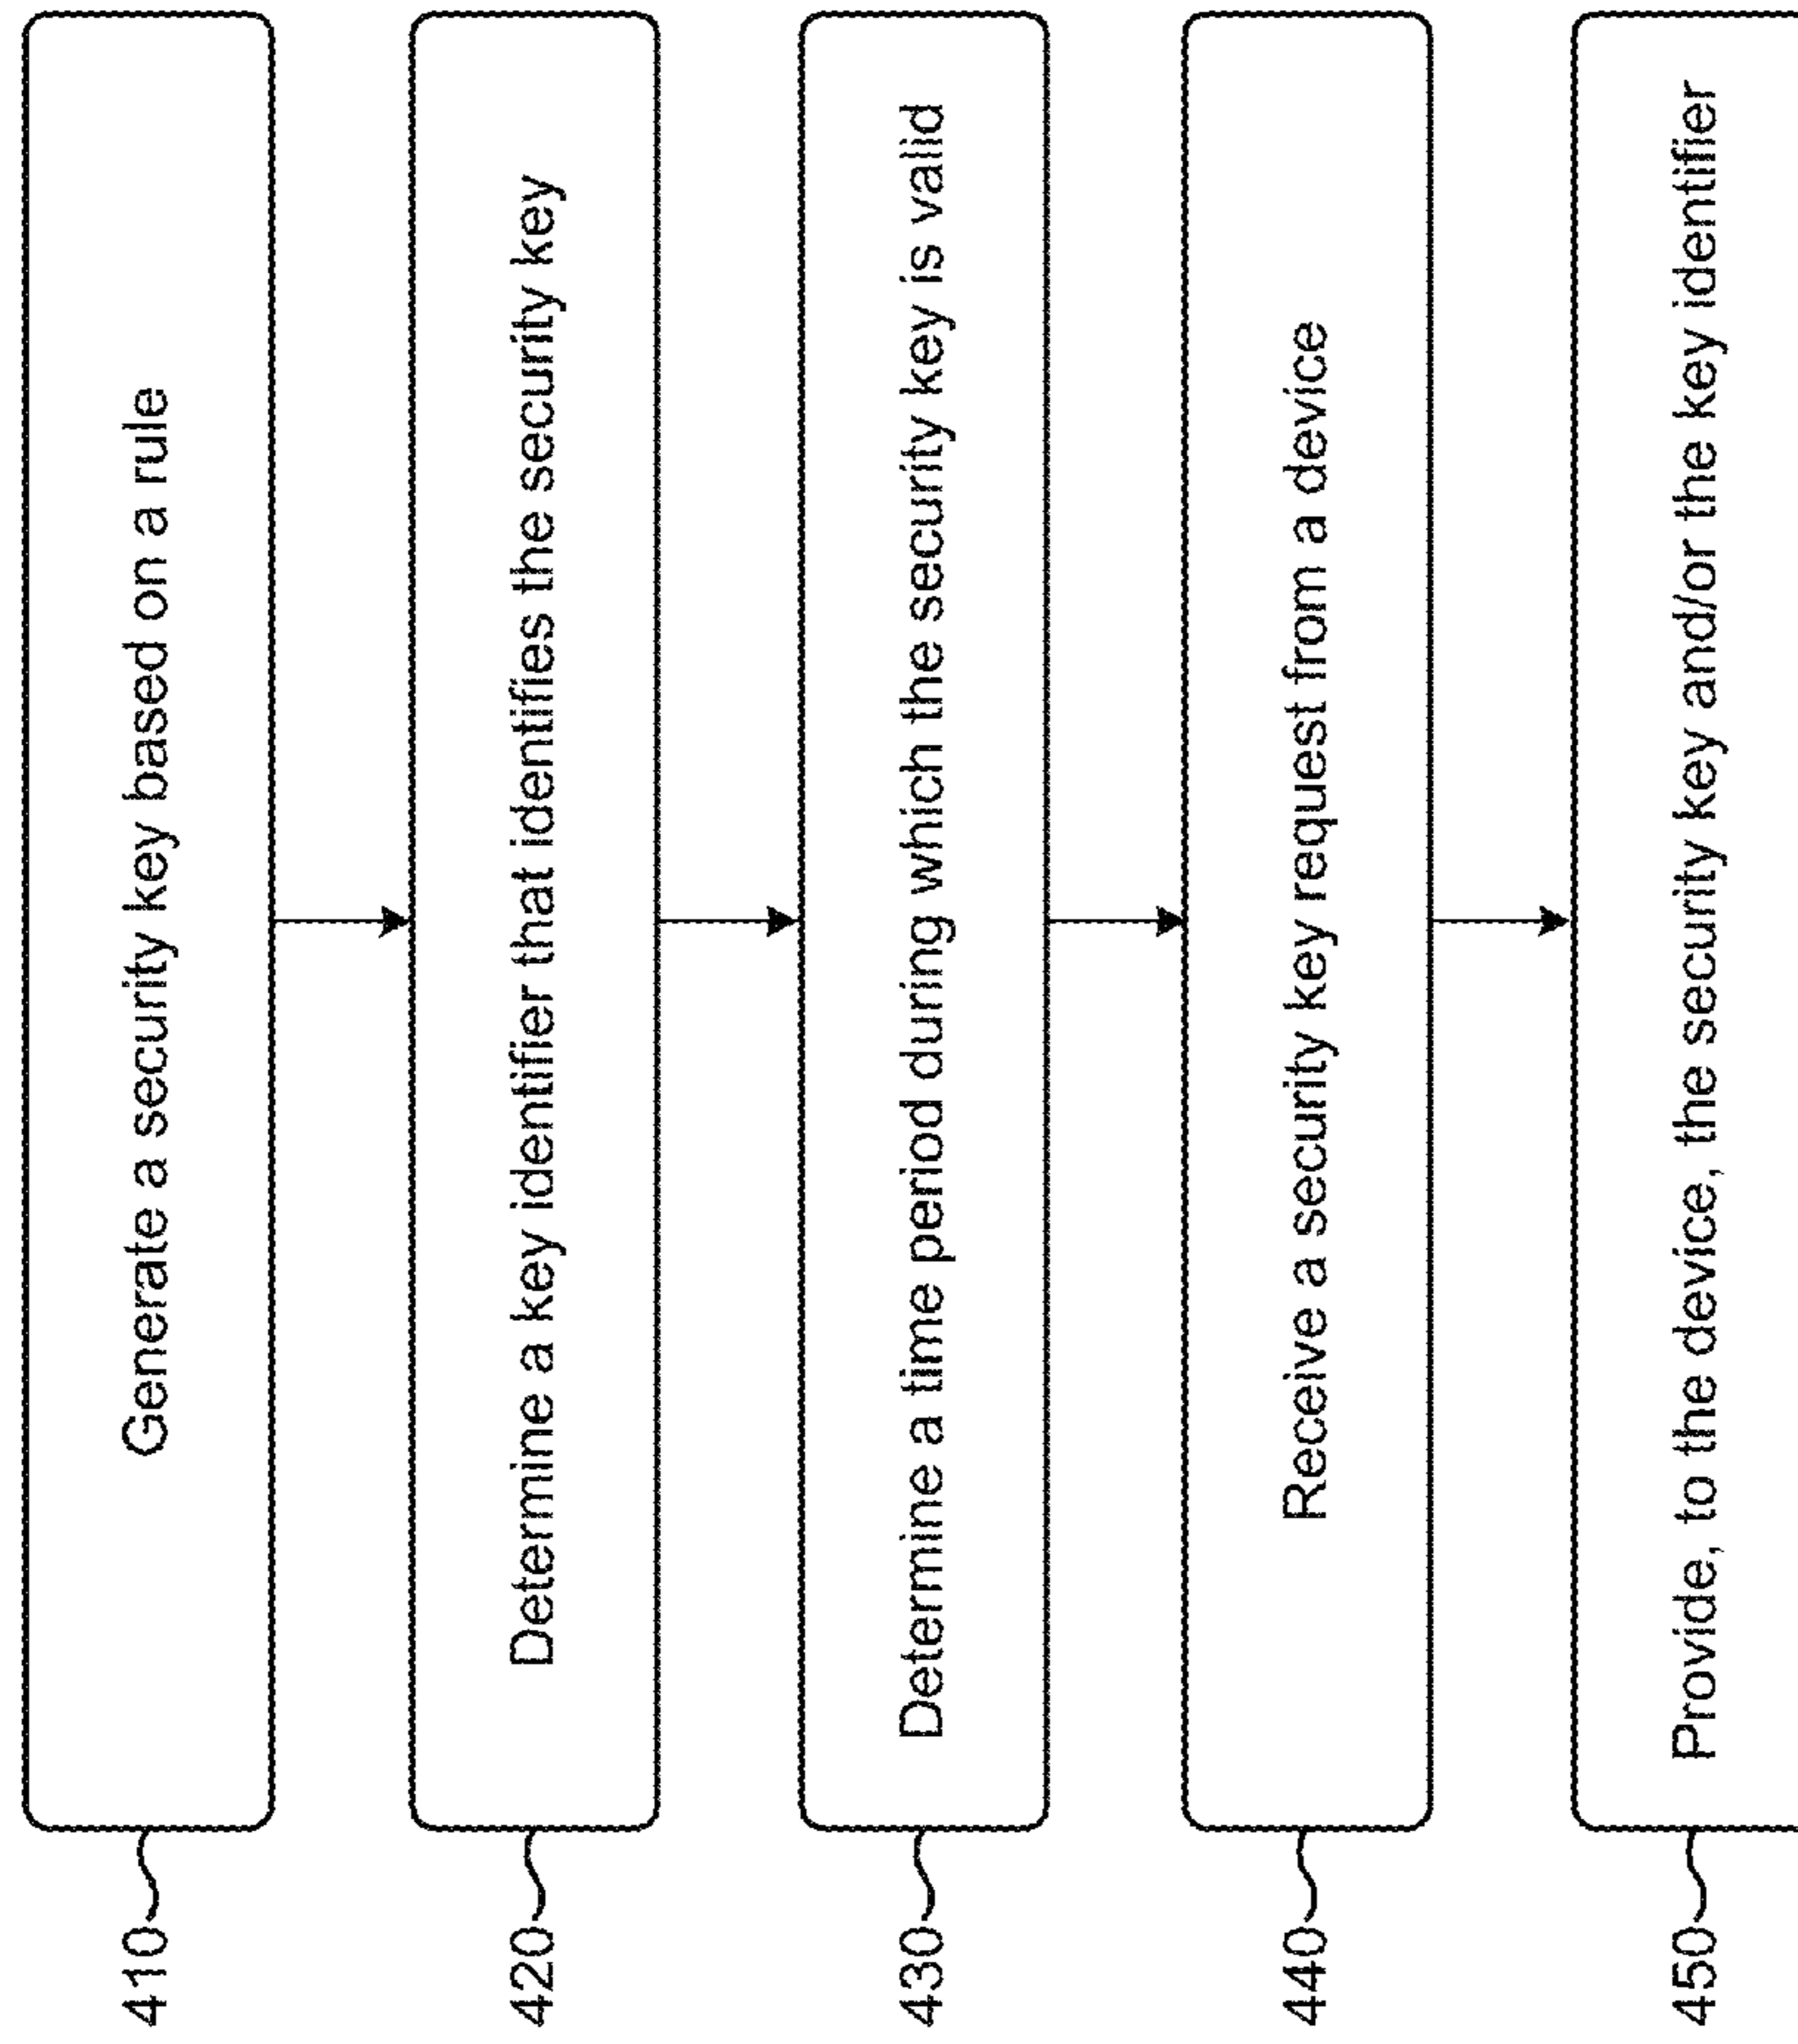 410
Generate a security key based on a rule
420
Determine a key identifier that identifies the security key
430
Determine a time period during which the security key is valid
440
Receive a security key request from a device
450
Provide, to the device, the security key and/or the key identifier